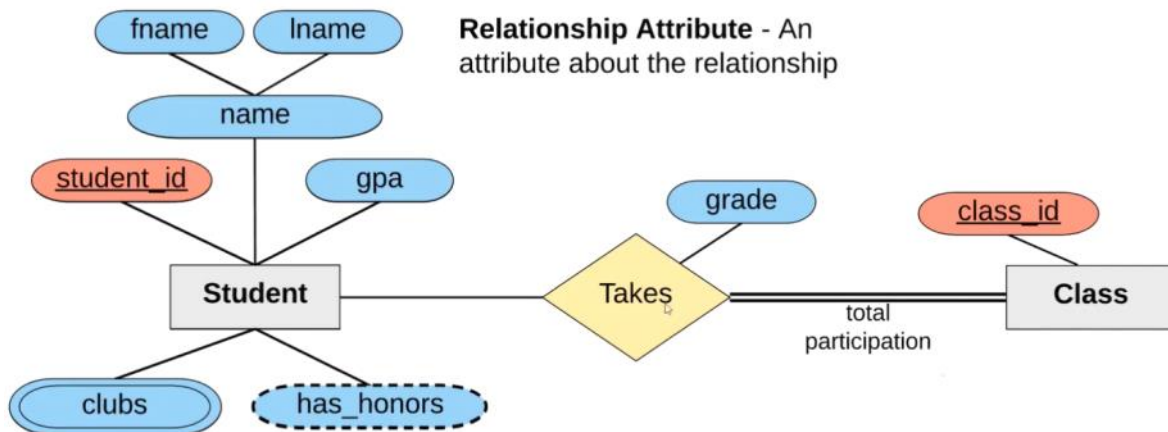 fname
lname
Relationship Attribute - An
attribute about the relationship
name
student_id
gpa
grade
class_id
Student
Takes
Class
total
participation
clubs
has_honors